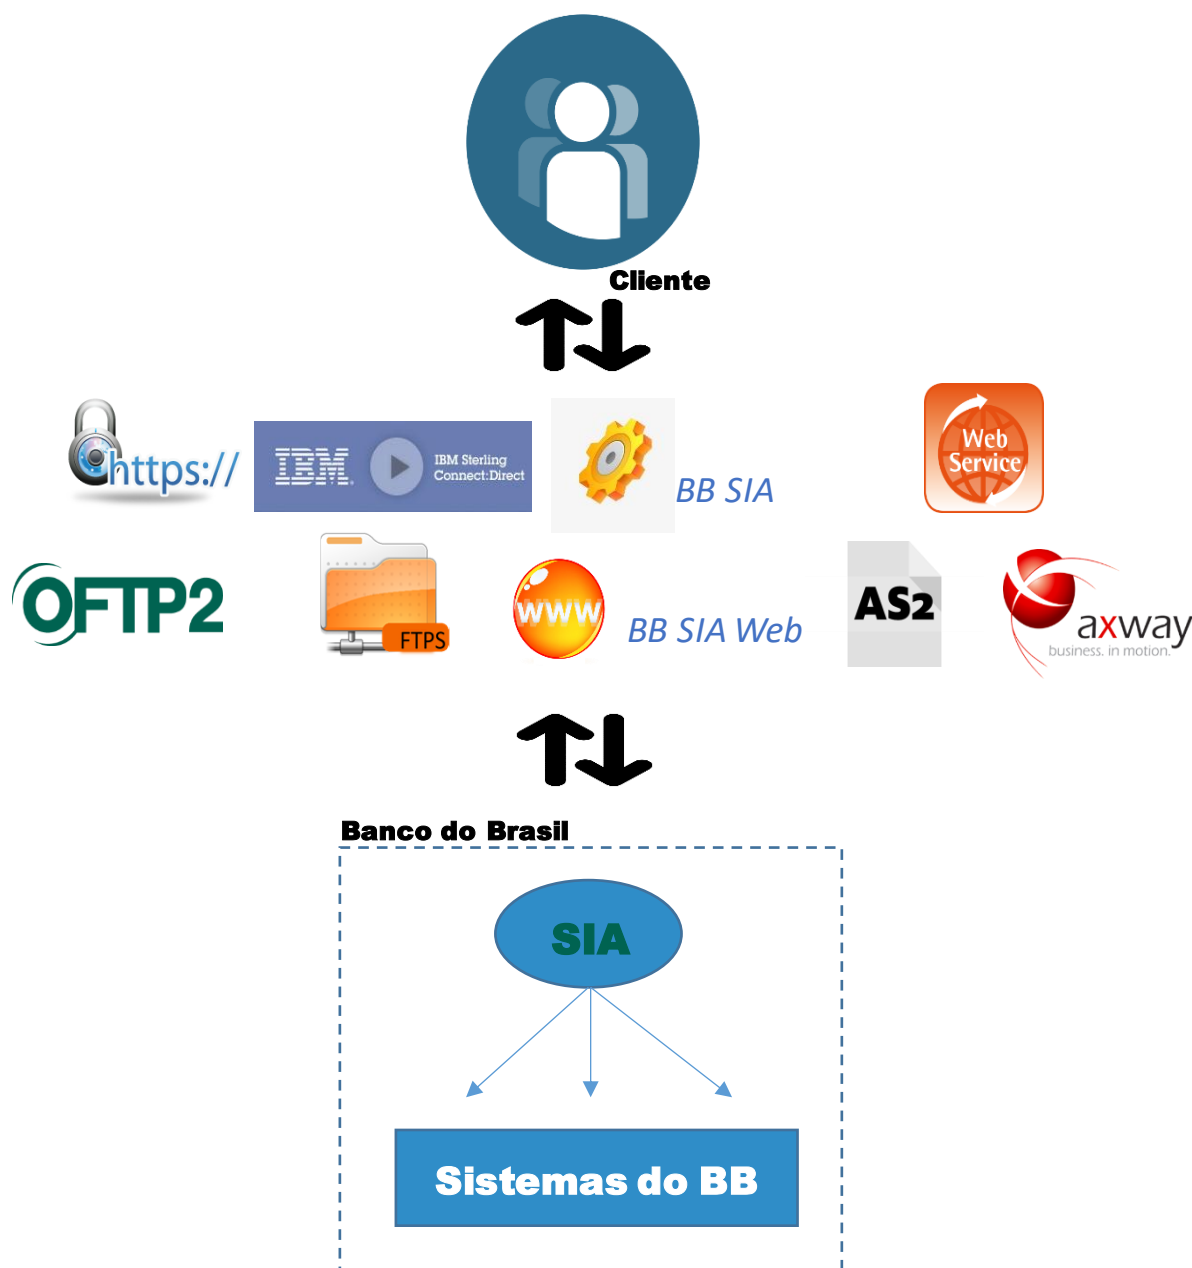 Cliente
https://
IBM
IBM Sterling
Connect:Direct
BB SIA
Web
Service
OFTP2
FTPS
www
BB SIA Web
AS2
axway
business. in motion.
Banco do Brasil
SIA
Sistemas do BB